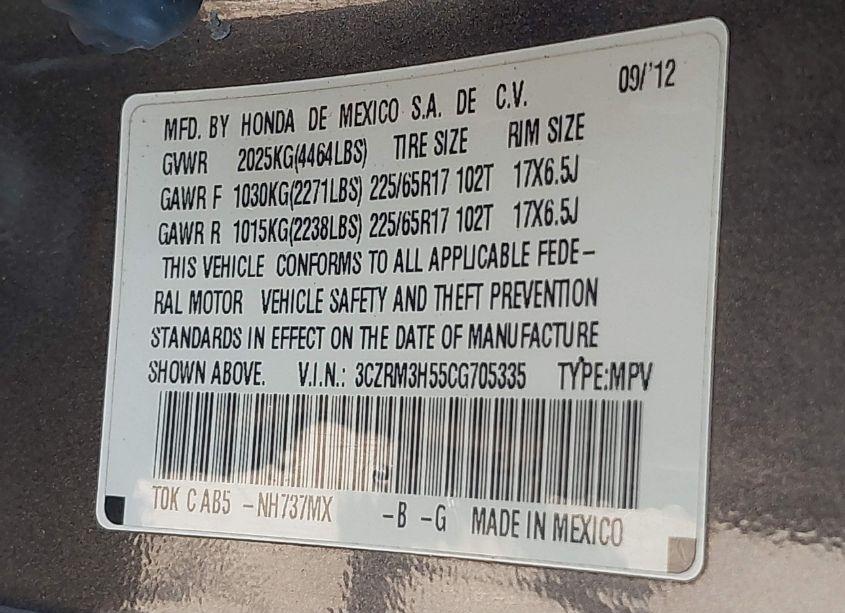 09/'12
MFD. BY HONDA DE MEXICO S.A. DE C.V.
GVWR 2025KG(4464LBS) TIRE SIZE RIM SIZE
GAWR F 1030KG(2271LBS) 225/65R17 102T 17X6.5J
GAWR R 1015KG(2238LBS) 225/65R17 102T 17X6.5J
THIS VEHICLE CONFORMS TO ALL APPLICABLE FEDE-
RAL MOTOR VEHICLE SAFETY AND THEFT PREVENTION
STANDARDS IN EFFECT ON THE DATE OF MANUFACTURE
SHOWN ABOVE. V.I.N.: 3CZRM3H55CG705335 TYPE:MPV
TOK C AB5 -NH737MX -B -G MADE IN MEXICO